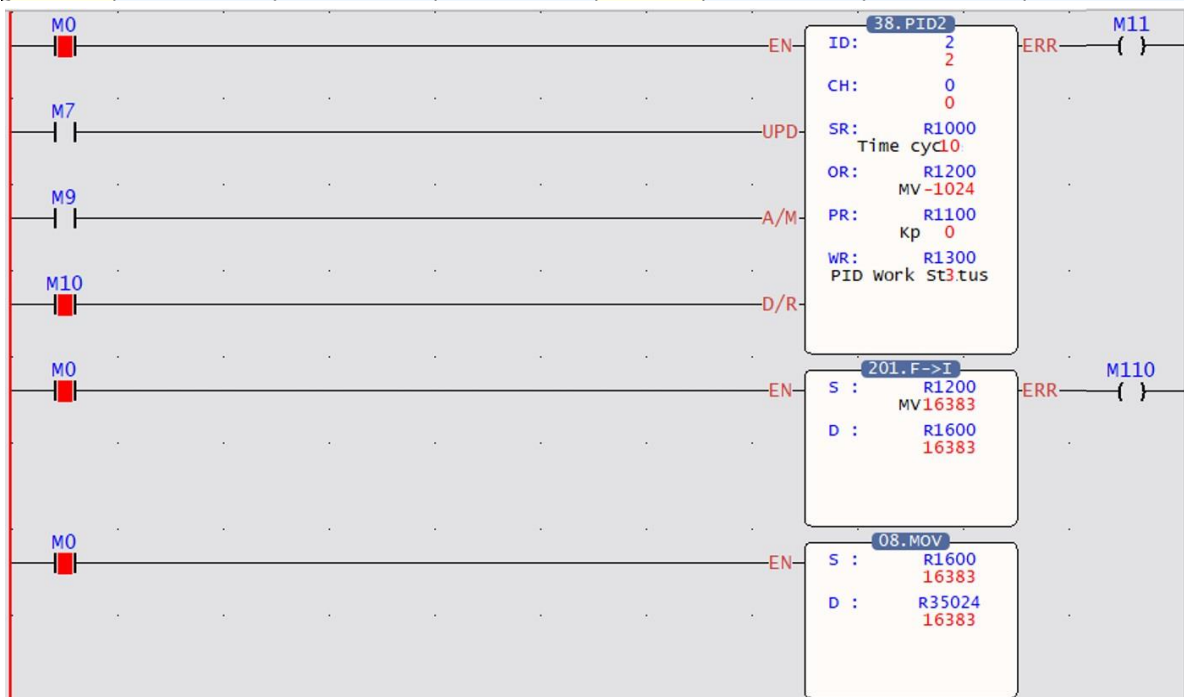 M0
38.PID2
M11
EN
ID: 2
ERR
2
CH: 0
0
M7
UPD
SR: R1000
Time cyc10
OR: R1200
MV-1024
M9
A/M
PR: R1100
Kp 0
WR: R1300
PID Work St3.tus
M10
D/R
M0
201.F->I
M110
EN
S : R1200
ERR
MV16383
D : R1600
16383
M0
08.MOV
EN
S : R1600
16383
D : R35024
16383